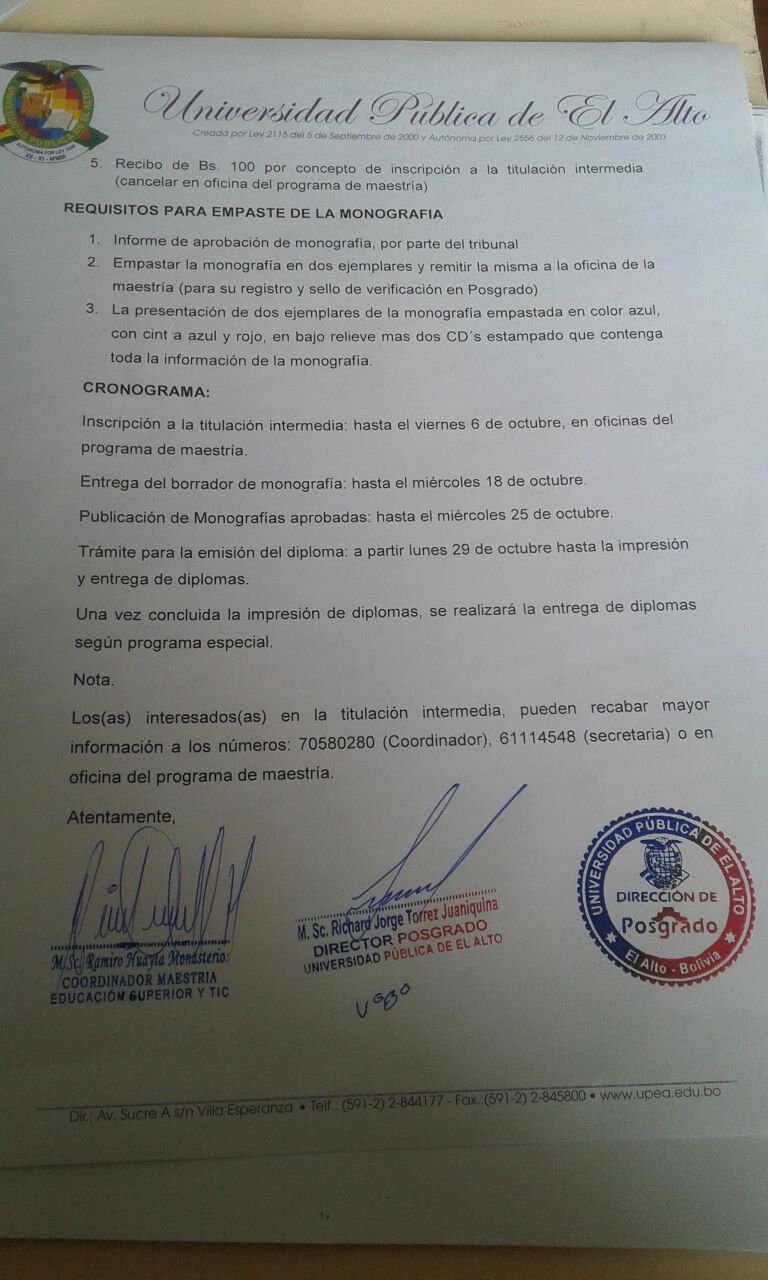 Universidad Pública de El Alto
Creada por Ley 2115 del 5 de Septiembre de 2000 y Autónoma por Ley 2556 del 12 de Noviembre de 2003
UNIVERSIDAD PÚBLICA DE EL ALTO
AUTONOMIA POR LEY 2556
XII - XI - MMIII
5. Recibo de Bs. 100 por concepto de inscripción a la titulación intermedia
(cancelar en oficina del programa de maestría)
REQUISITOS PARA EMPASTE DE LA MONOGRAFIA
1. Informe de aprobación de monografía, por parte del tribunal
2. Empastar la monografía en dos ejemplares y remitir la misma a la oficina de la
maestría (para su registro y sello de verificación en Posgrado)
3. La presentación de dos ejemplares de la monografía empastada en color azul,
con cint a azul y rojo, en bajo relieve mas dos CD´s estampado que contenga
toda la información de la monografía.
CRONOGRAMA:
Inscripción a la titulación intermedia: hasta el viernes 6 de octubre, en oficinas del
programa de maestría.
Entrega del borrador de monografía: hasta el miércoles 18 de octubre.
Publicación de Monografías aprobadas: hasta el miércoles 25 de octubre.
Trámite para la emisión del diploma: a partir lunes 29 de octubre hasta la impresión
y entrega de diplomas.
Una vez concluida la impresión de diplomas, se realizará la entrega de diplomas
según programa especial.
Nota.
Los(as) interesados(as) en la titulación intermedia, pueden recabar mayor
información a los números: 70580280 (Coordinador), 61114548 (secretaria) o en
oficina del programa de maestría.
Atentamente,
M.Sc. Ramiro Huayta Monasterio
COORDINADOR MAESTRIA
EDUCACIÓN SUPERIOR Y TIC
M. Sc. Richard Jorge Torrez Juaniquina
DIRECTOR POSGRADO
UNIVERSIDAD PÚBLICA DE EL ALTO
UNIVERSIDAD PÚBLICA DE EL ALTO
DIRECCIÓN DE
Posgrado
El Alto - Bolivia
Dir.: Av. Sucre A s/n Villa Esperanza • Telf.: (591-2) 2-844177 - Fax.:(591-2) 2-845800 • www.upea.edu.bo